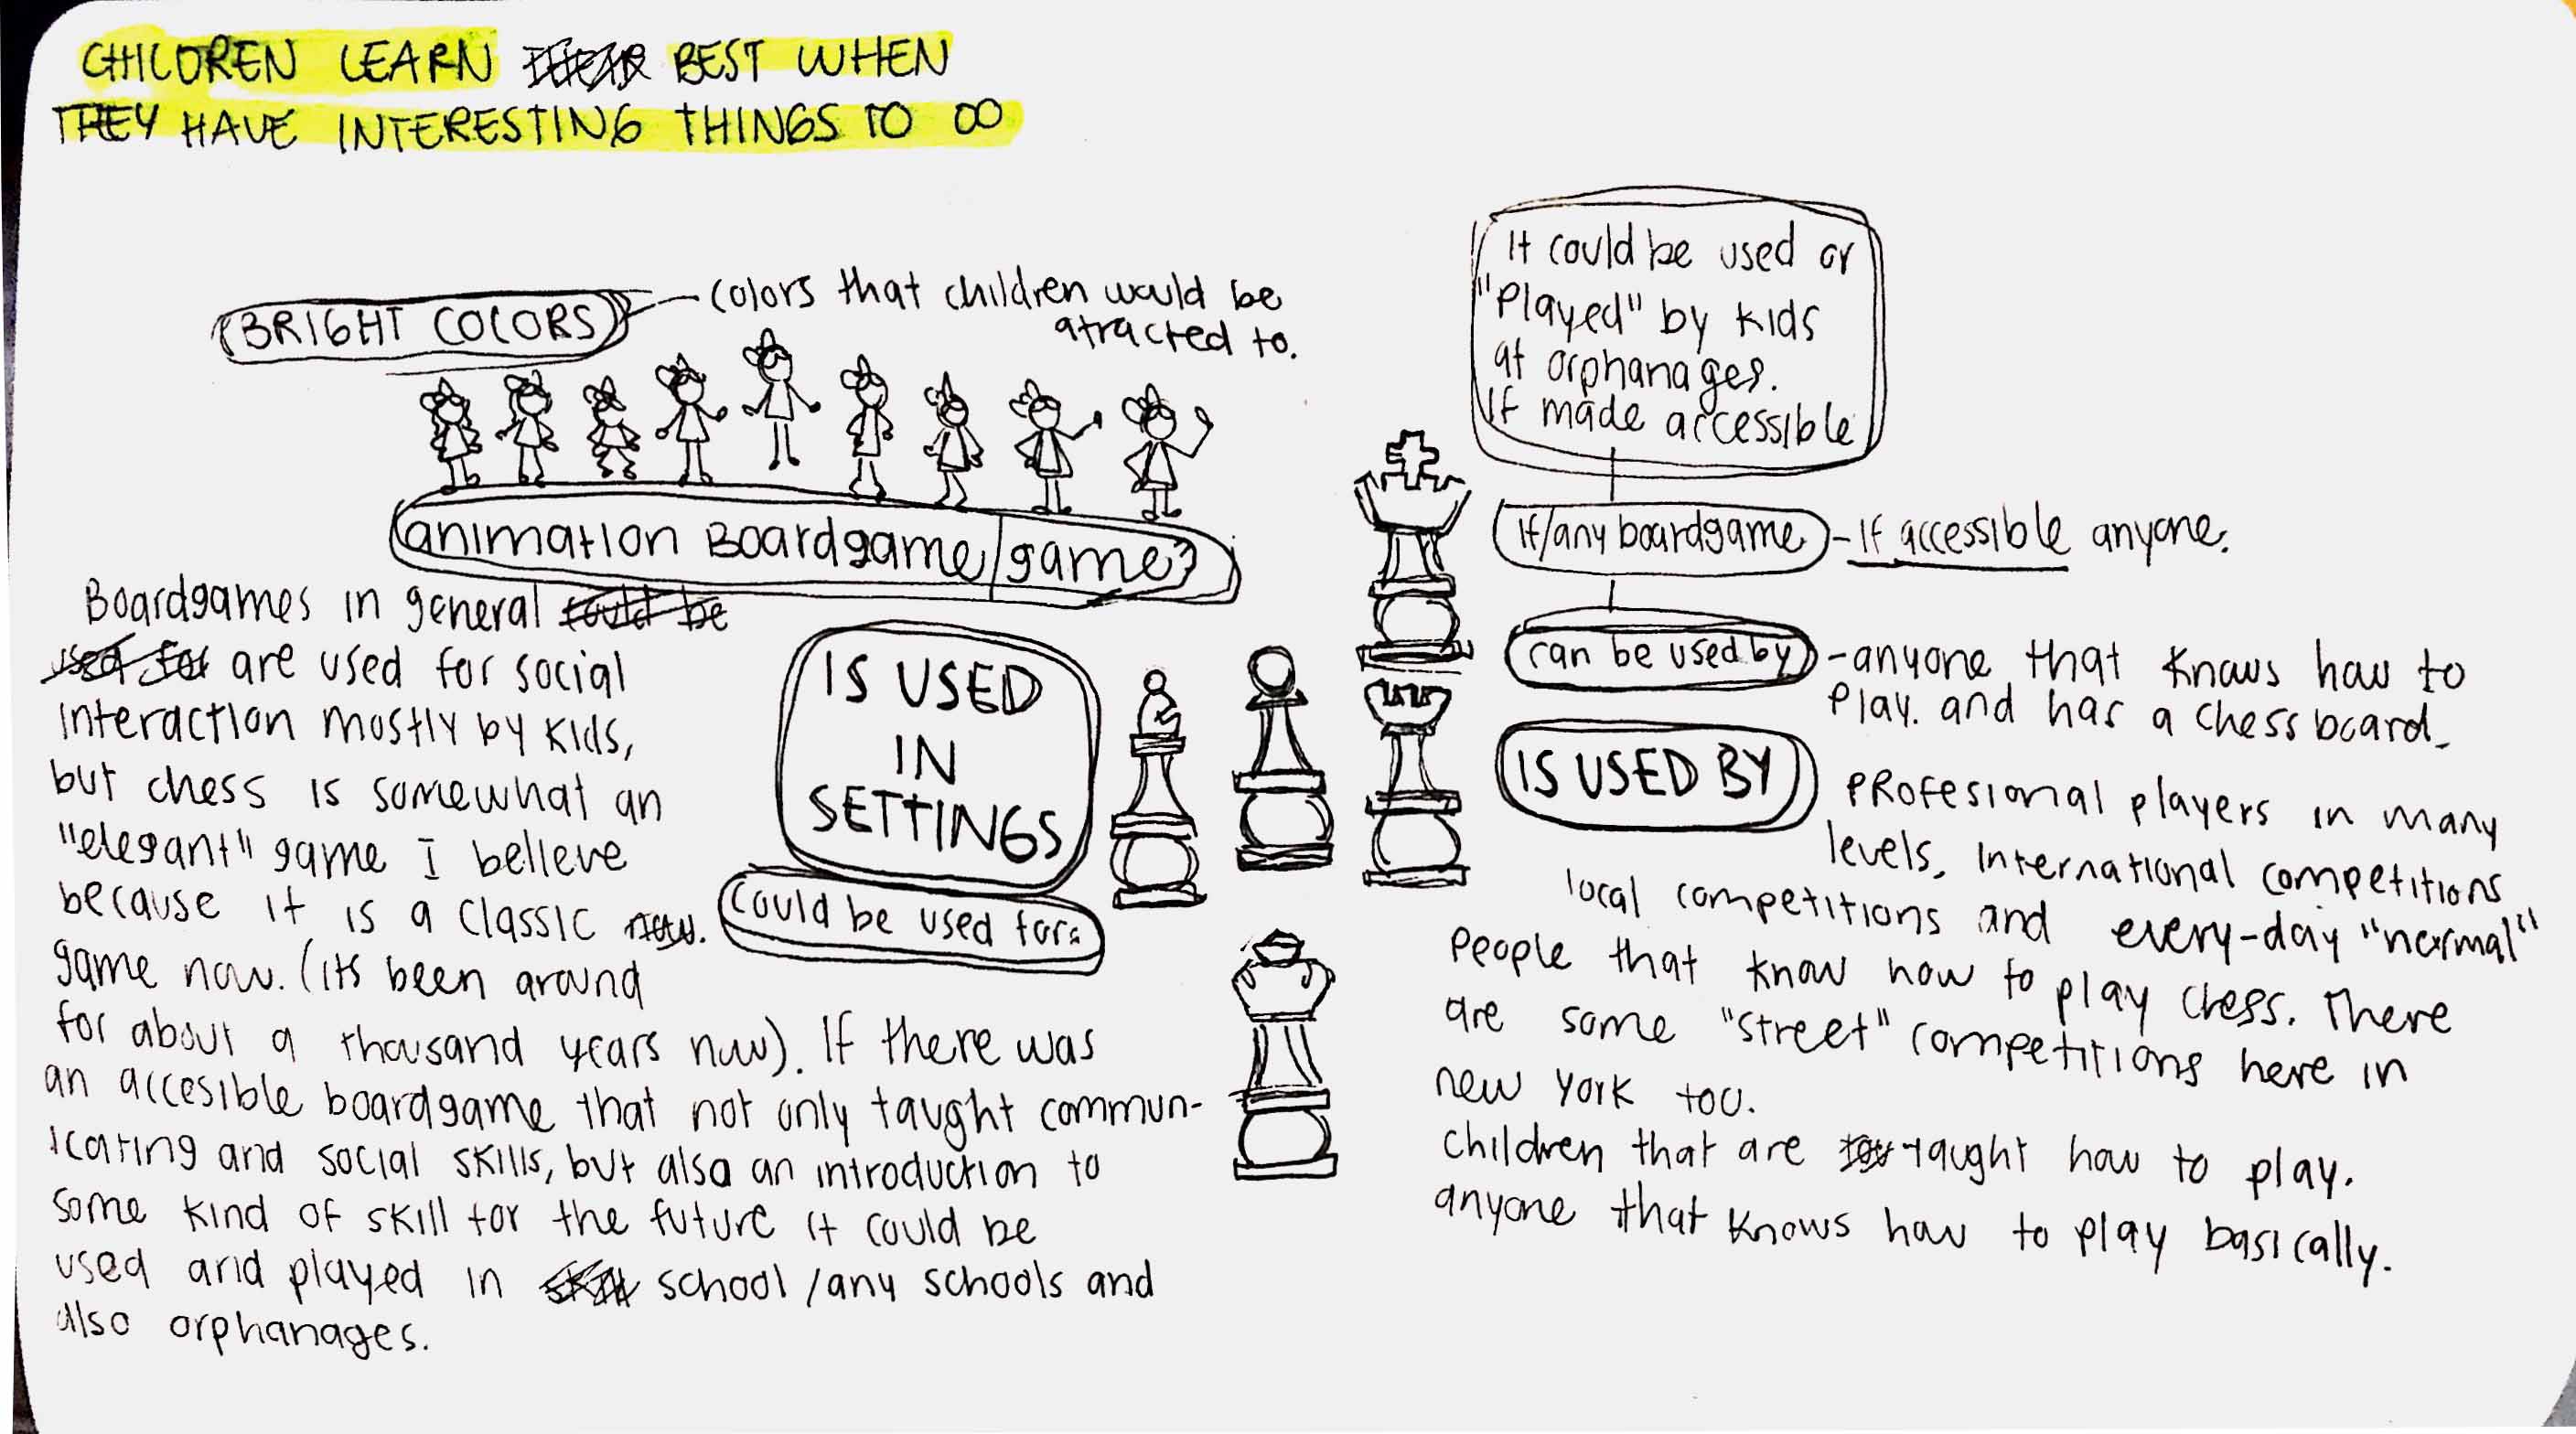 CHILDREN LEARN BEST WHEN
THEY HAVE INTERESTING THINGS TO DO
BRIGHT COLORS
colors that children would be
atracted to.
animation Boardgame/game?
Boardgames in general could be
used for are used for social
interaction mostly by kids,
but chess is somewhat an
"elegant" game I believe
because it is a classic now.
game now. (its been around
for about a thousand years now). If there was
an accesible boardgame that not only taught commun-
icating and social skills, but also an introduction to
some kind of skill for the future it could be
used and played in school /any schools and
also orphanages.
IS USED
IN
SETTINGS
Could be used for:
It could be used or
"Played" by kids
at orphanages.
If made accessible
If/any boardgame - If accessible anyone.
can be used by - anyone that knows how to
Play. and has a chess board.
IS USED BY
PROfesional players in many
levels, International competitions
local competitions and every-day "normal"
People that know how to play chess. There
are some "street" competitions here in
new york too.
children that are taught how to play.
anyone that knows how to play basically.